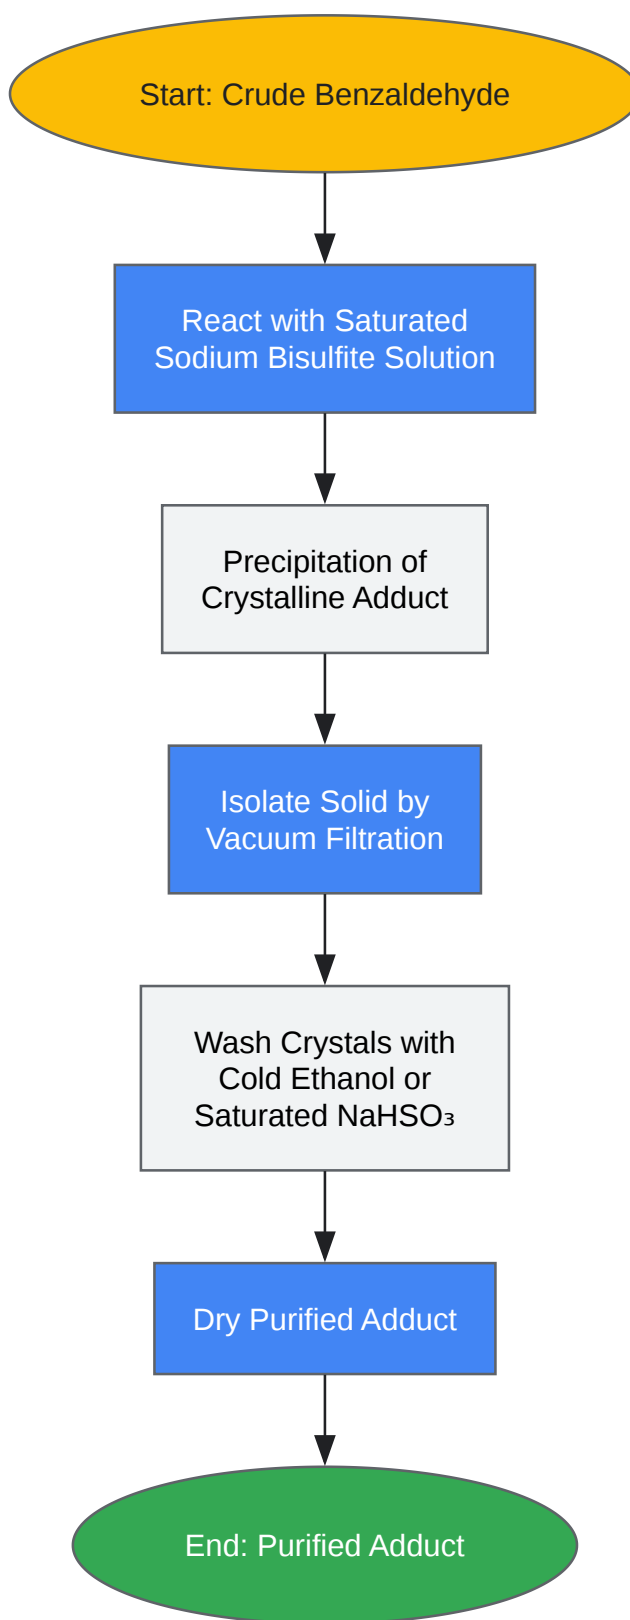 Start: Crude Benzaldehyde
React with Saturated
Sodium Bisulfite Solution
Precipitation of
Crystalline Adduct
Isolate Solid by
Vacuum Filtration
Wash Crystals with
Cold Ethanol or
Saturated NaHSO₃
Dry Purified Adduct
End: Purified Adduct